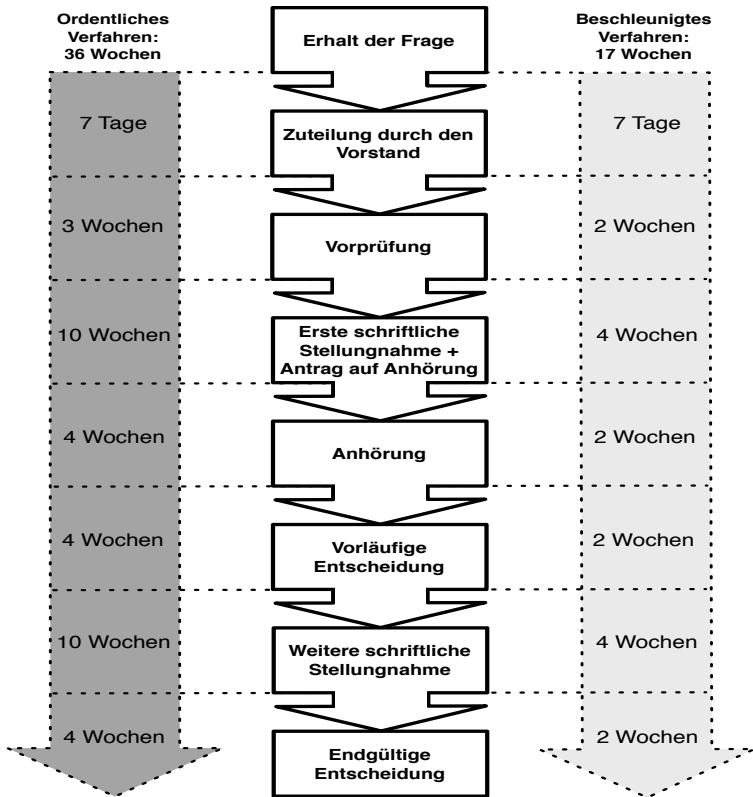 Ordentliches
Verfahren:
36 Wochen
Erhalt der Frage
Beschleunigtes
Verfahren:
17 Wochen
7 Tage
Zuteilung durch den
Vorstand
7 Tage
3 Wochen
Vorprüfung
2 Wochen
10 Wochen
Erste schriftliche
Stellungnahme +
Antrag auf Anhörung
4 Wochen
4 Wochen
Anhörung
2 Wochen
4 Wochen
Vorläufige
Entscheidung
2 Wochen
10 Wochen
Weitere schriftliche
Stellungnahme
4 Wochen
4 Wochen
Endgültige
Entscheidung
2 Wochen